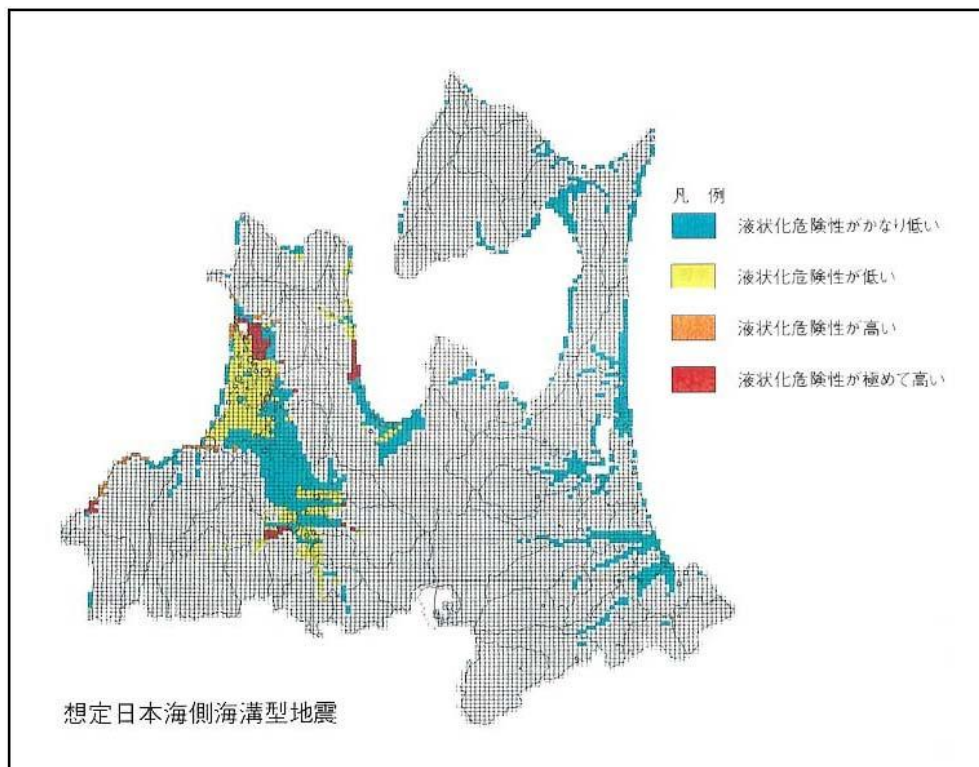 凡 例
液状化危険性がかなり低い
液状化危険性が低い
液状化危険性が高い
液状化危険性が極めて高い
想定日本海側海溝型地震